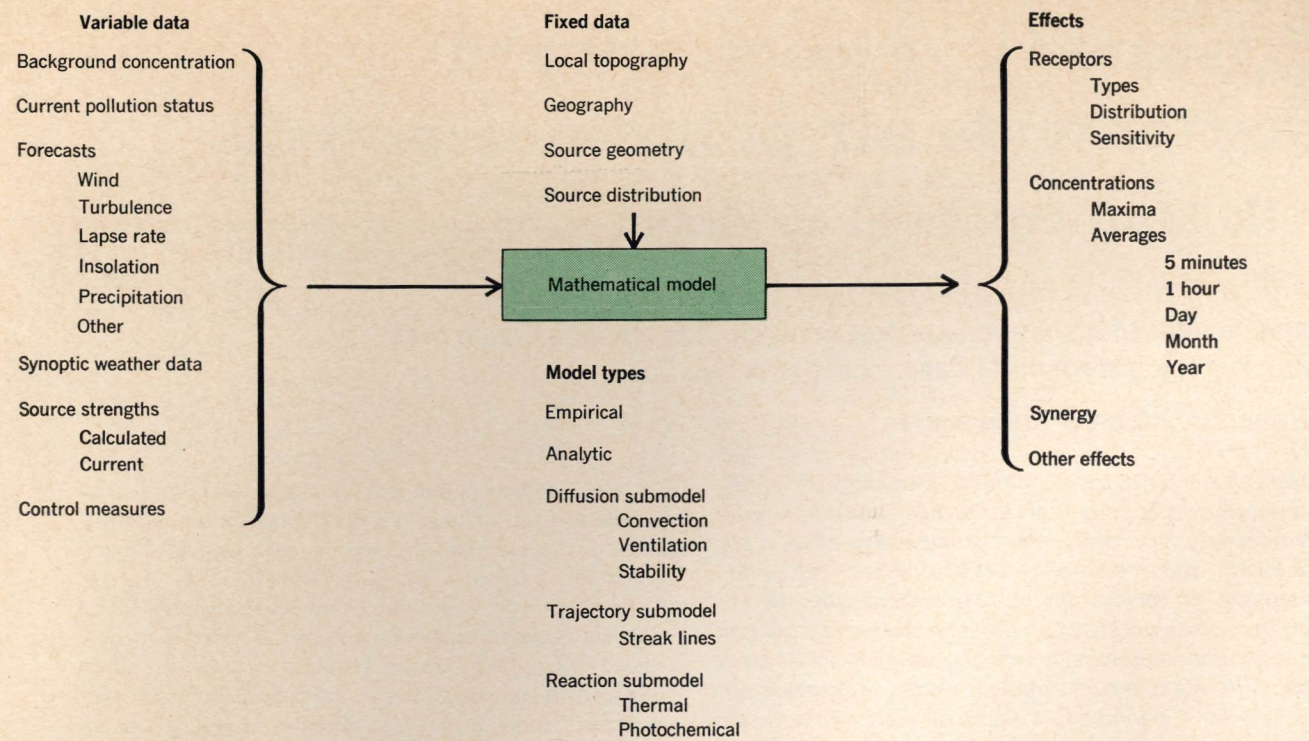 Variable data
Background concentration
Current pollution status
Forecasts
Wind
Turbulence
Lapse rate
Insolation
Precipitation
Other
Synoptic weather data
Source strengths
Calculated
Current
Control measures
Fixed data
Local topography
Geography
Source geometry
Source distribution
Mathematical model
Model types
Empirical
Analytic
Diffusion submodel
Convection
Ventilation
Stability
Trajectory submodel
Streak lines
Reaction submodel
Thermal
Photochemical
Effects
Receptors
Types
Distribution
Sensitivity
Concentrations
Maxima
Averages
5 minutes
1 hour
Day
Month
Year
Synergy
Other effects